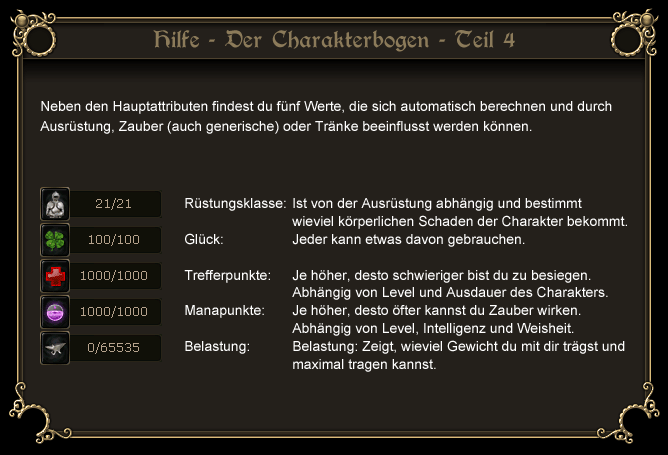 Hilfe - Der Charakterbogen - Teil 4
Neben den Hauptattributen findest du fünf Werte, die sich automatisch berechnen und durch
Ausrüstung, Zauber (auch generische) oder Tränke beeinflusst werden können.
21/21 Rüstungsklasse: Ist von der Ausrüstung abhängig und bestimmt
wieviel körperlichen Schaden der Charakter bekommt.
100/100 Glück: Jeder kann etwas davon gebrauchen.
1000/1000 Trefferpunkte: Je höher, desto schwieriger bist du zu besiegen.
Abhängig von Level und Ausdauer des Charakters.
1000/1000 Manapunkte: Je höher, desto öfter kannst du Zauber wirken.
Abhängig von Level, Intelligenz und Weisheit.
0/65535 Belastung: Belastung: Zeigt, wieviel Gewicht du mit dir trägst und
maximal tragen kannst.